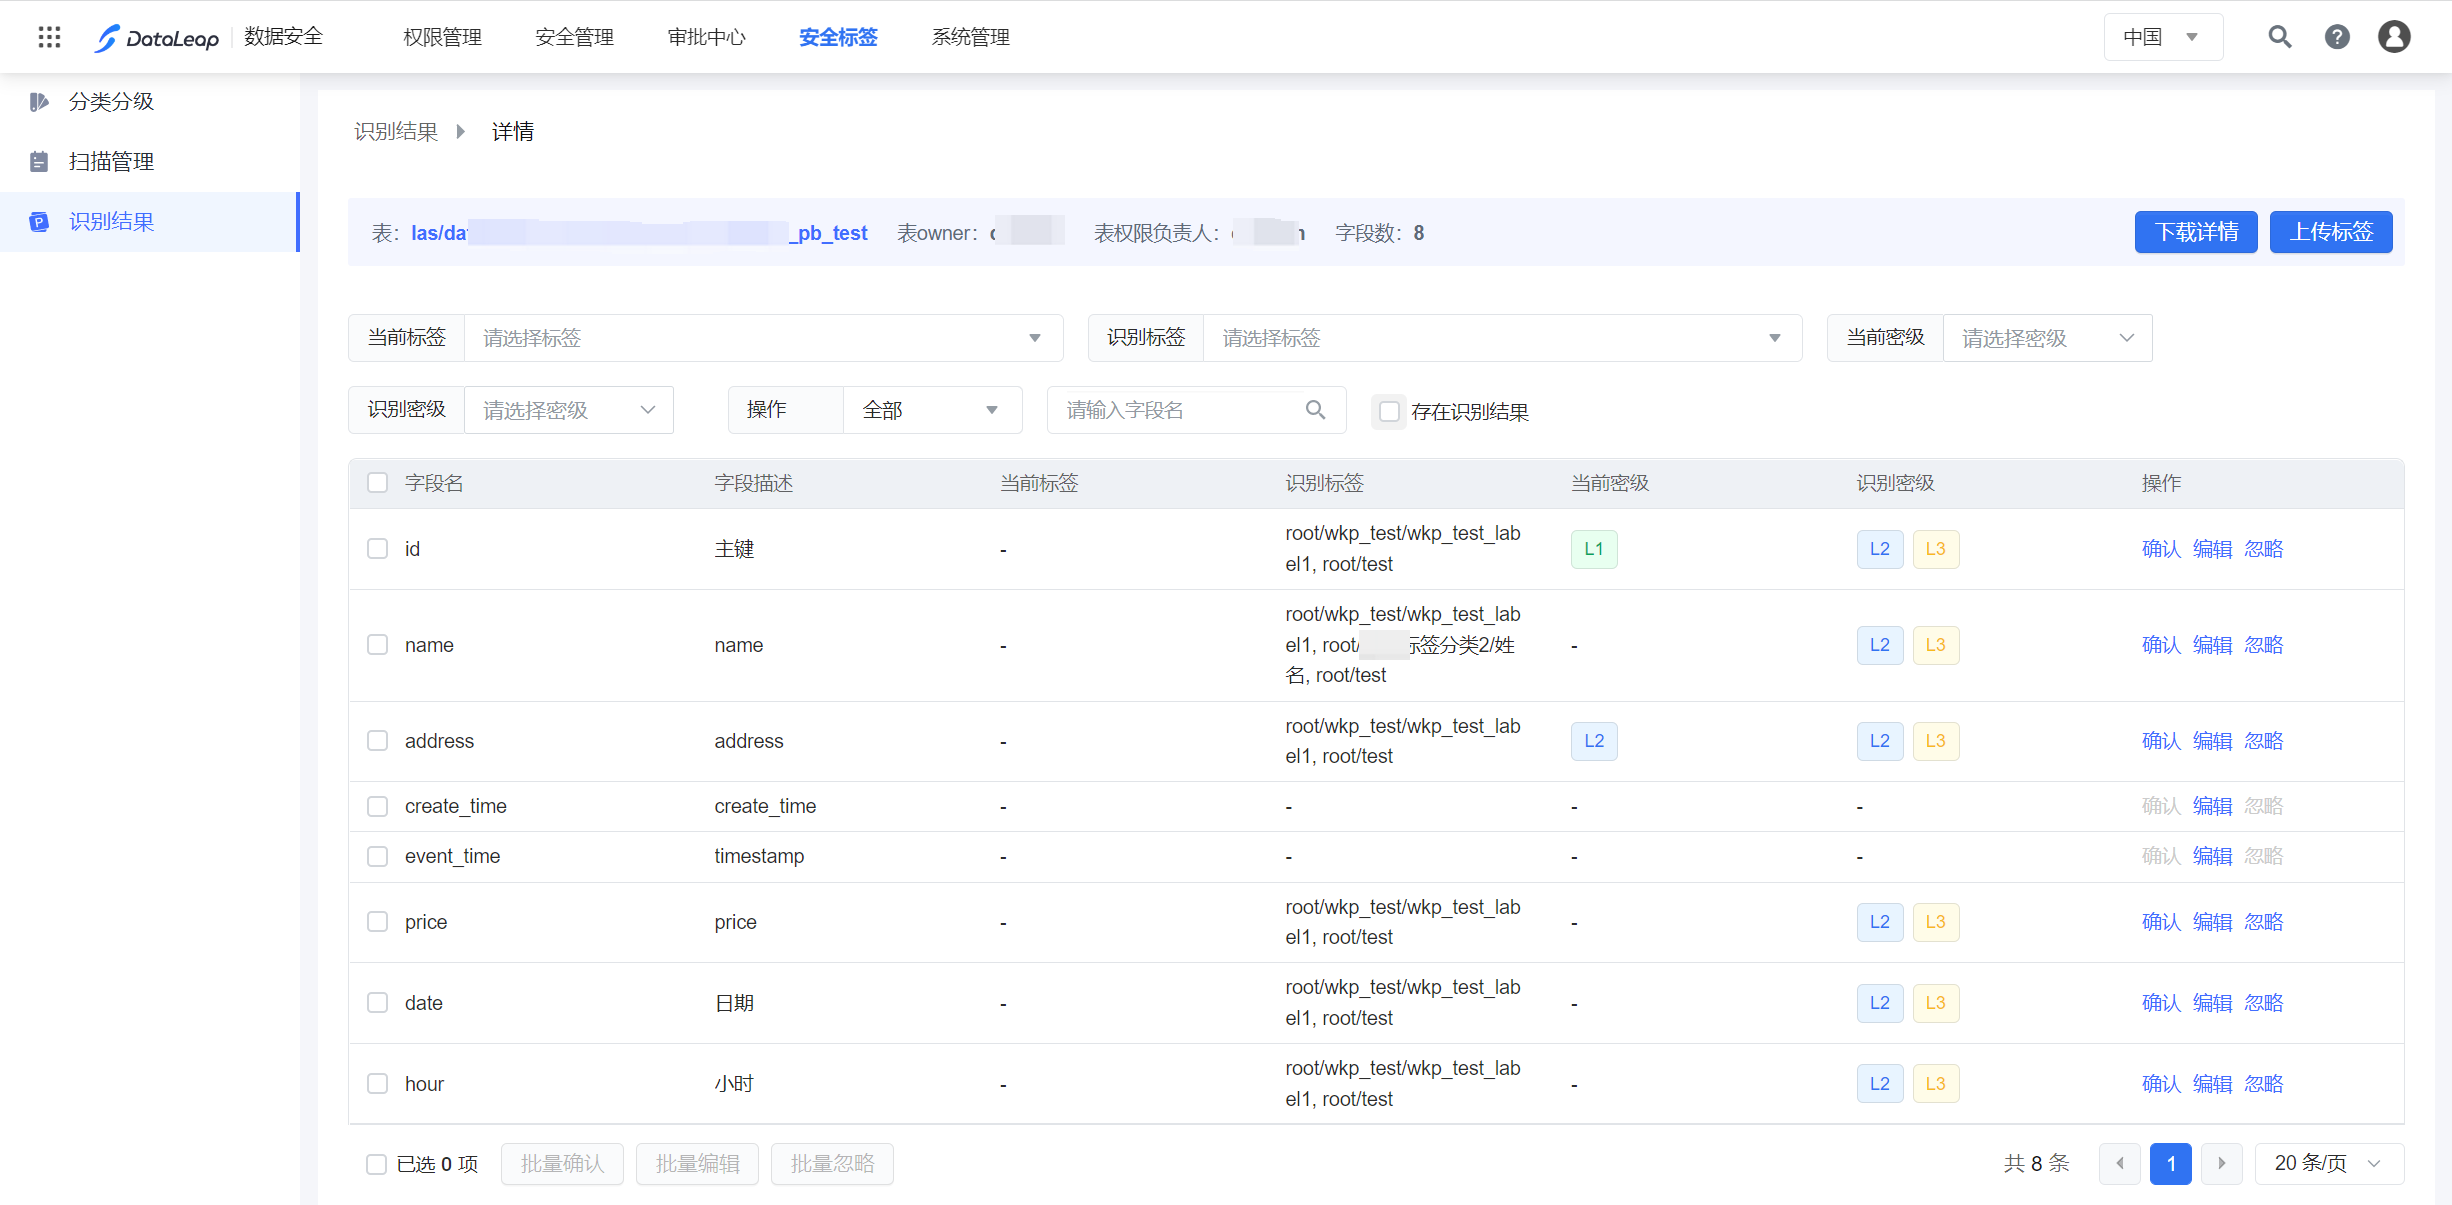 DataLeap 数据安全 权限管理 安全管理 审批中心 安全标签 系统管理 中国
分类分级
扫描管理
识别结果
识别结果 详情
表： las/da _pb_test 表owner： 表权限负责人： 字段数： 8 下载详情 上传标签
当前标签 请选择标签 识别标签 请选择标签 当前密级 请选择密级
识别密级 请选择密级 操作 全部 请输入字段名 存在识别结果
字段名 字段描述 当前标签 识别标签 当前密级 识别密级 操作
id 主键 - root/wkp_test/wkp_test_lab
el1, root/test L1 L2 L3 确认 编辑 忽略
name name - root/wkp_test/wkp_test_lab
el1, root/ 标签分类2/姓
名, root/test - L2 L3 确认 编辑 忽略
address address - root/wkp_test/wkp_test_lab
el1, root/test L2 L2 L3 确认 编辑 忽略
create_time create_time - - - - 确认 编辑 忽略
event_time timestamp - - - - 确认 编辑 忽略
price price - root/wkp_test/wkp_test_lab
el1, root/test - L2 L3 确认 编辑 忽略
date 日期 - root/wkp_test/wkp_test_lab
el1, root/test - L2 L3 确认 编辑 忽略
hour 小时 - root/wkp_test/wkp_test_lab
el1, root/test - L2 L3 确认 编辑 忽略
已选 0 项 批量确认 批量编辑 批量忽略 共 8 条 1 20 条/页